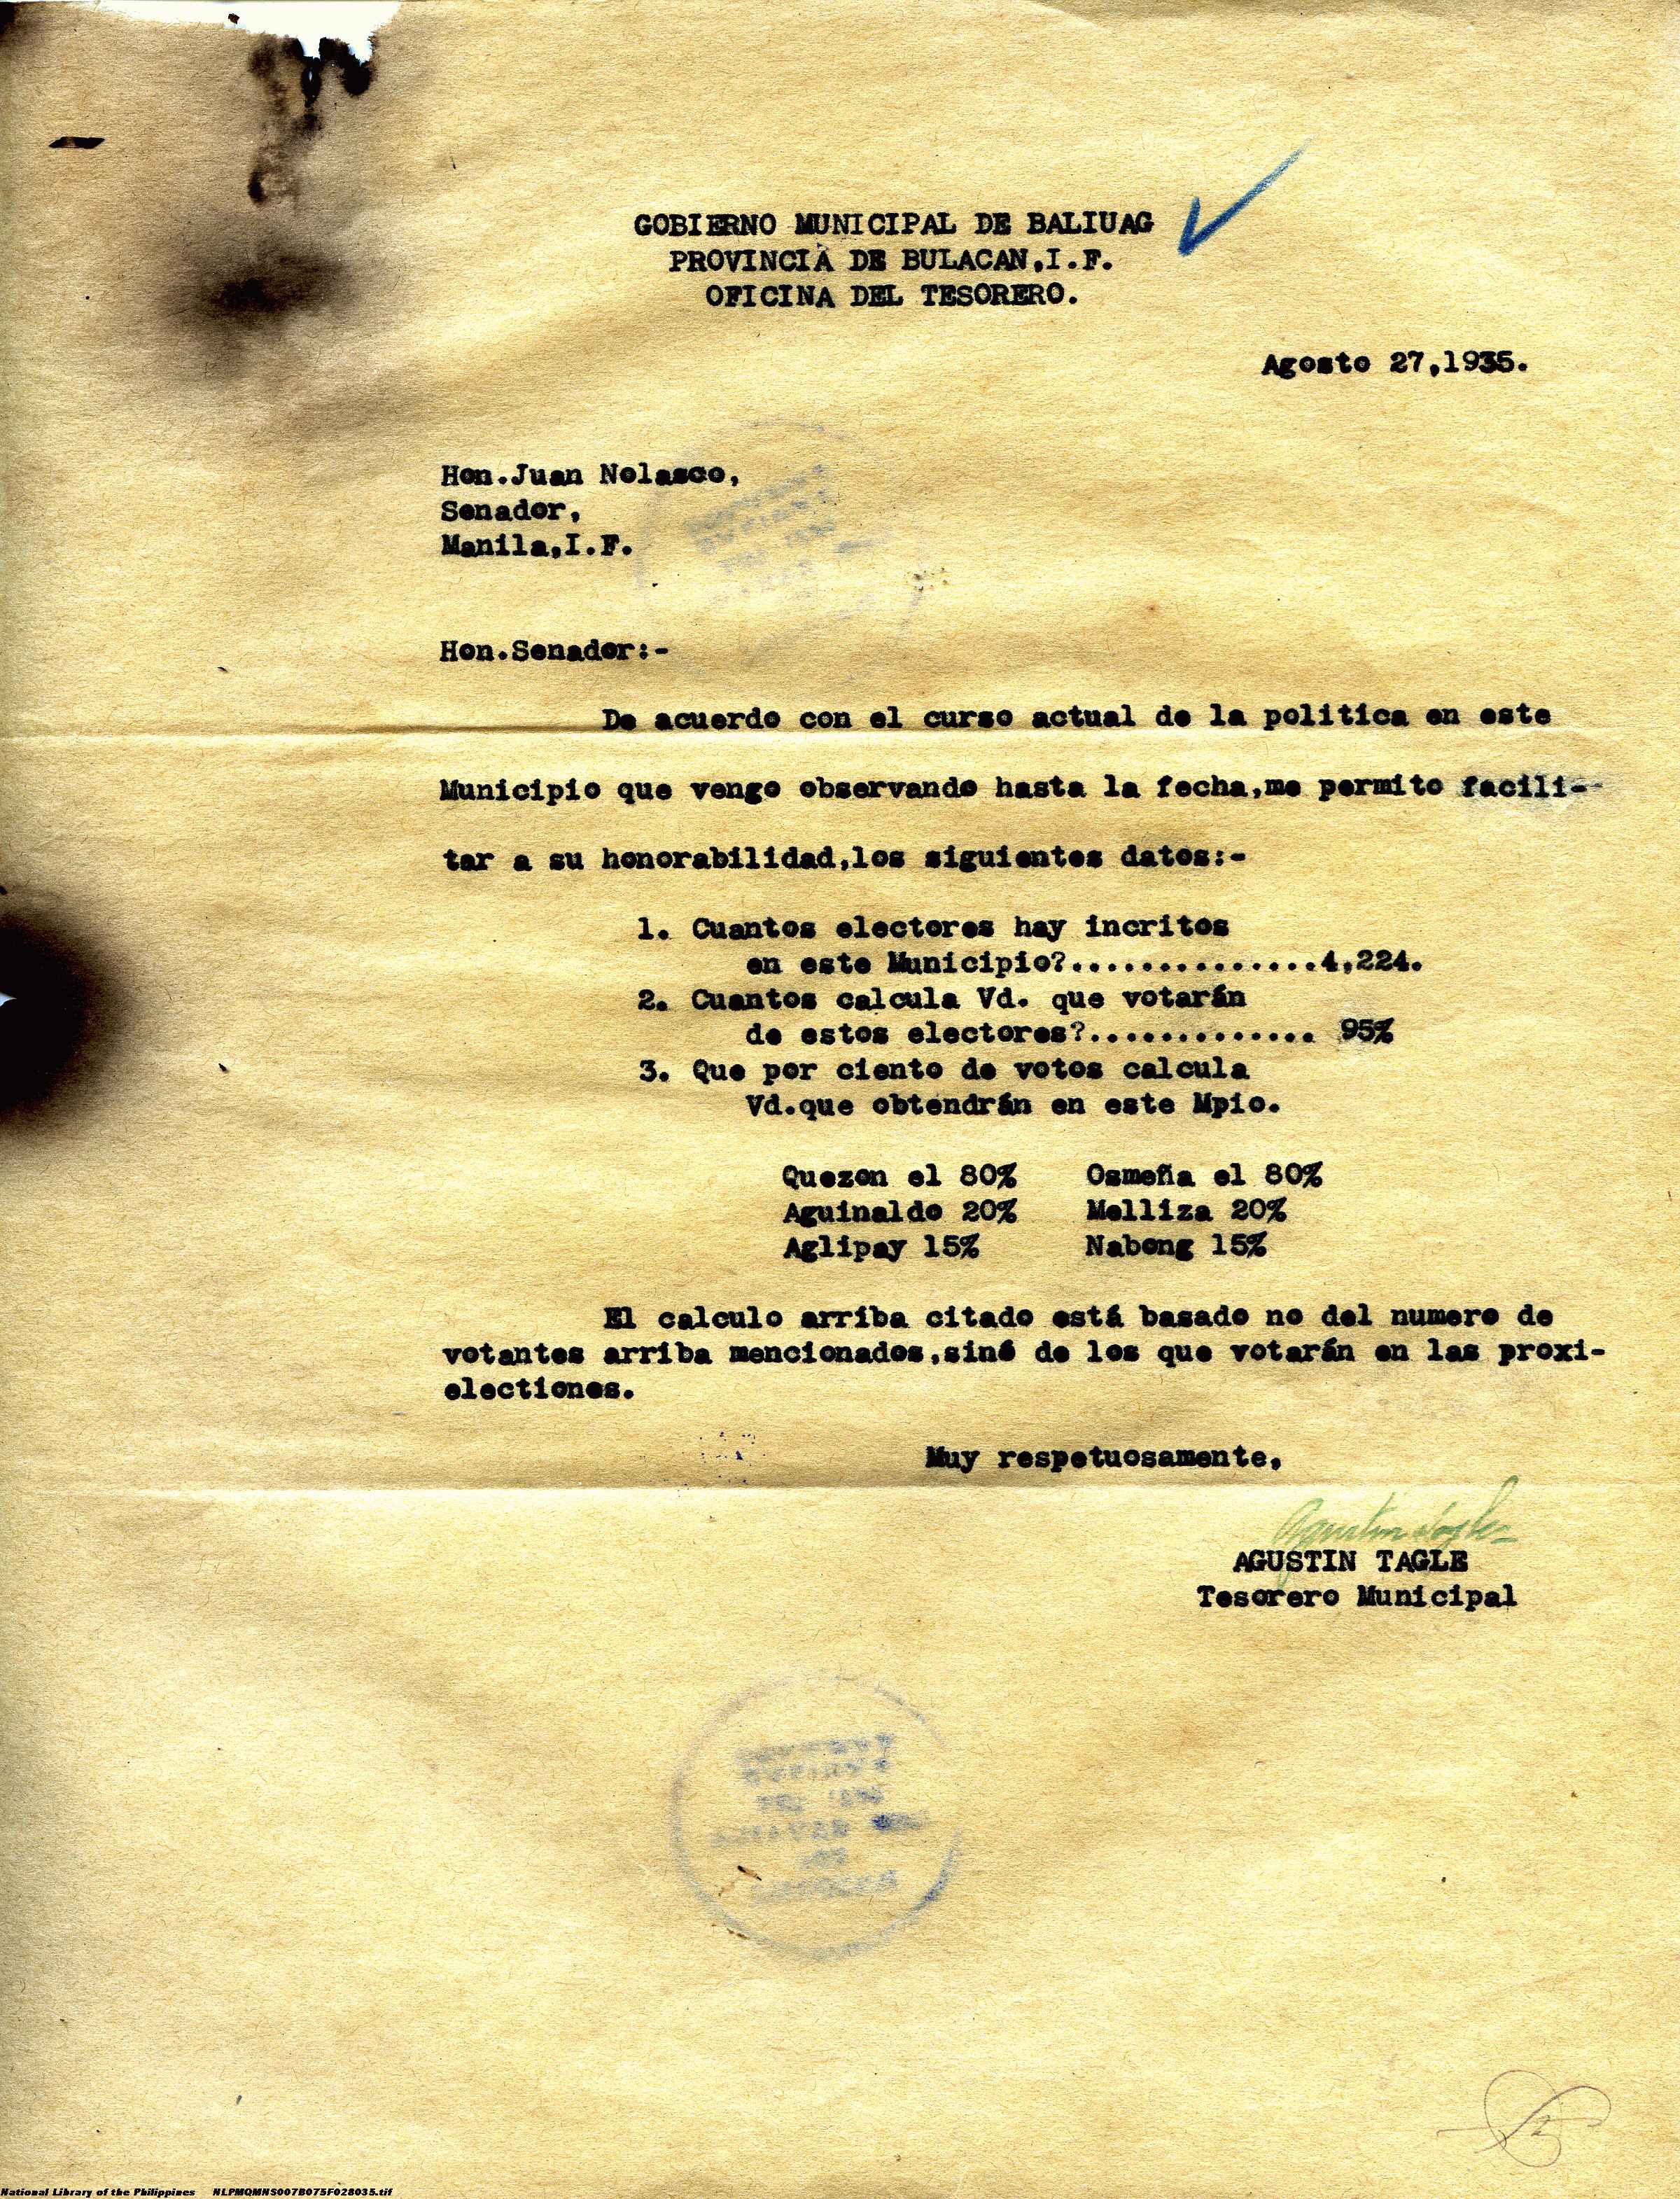 GOBIERNO MUNICIPAL DE BALIUAG
PROVINCIA DE BULACAN,I.F.
OFICINA DEL TESORERO.
Agosto 27,1935.
Hon.Juan Nolasco,
Senador,
Manila,I.F.
Hon.Senador:-
De acuerdo con el curso actual de la politica en este
Municipio que vengo observando hasta la fecha,me permito facili-
tar a su honorabilidad,los siguientes datos:-
1. Cuantos electores hay incritos
en este Municipio?..............4,224.
2. Cuantos calcula Vd. que votarán
de estos electores?............. 95%
3. Que por ciento de votos calcula
Vd.que obtendrán en este Mpio.
Quezon el 80% Osmeña el 80%
Aguinaldo 20% Melliza 20%
Aglipay 15% Nabong 15%
El calculo arriba citado está basado no del numero de
votantes arriba mencionados,sinó de los que votarán en las proxi-
electiones.
Muy respetuosamente,
Agustin Tagle
AGUSTIN TAGLE
Tesorero Municipal
National Library of the Philippines NLPMQMNS007B075F028035.tif